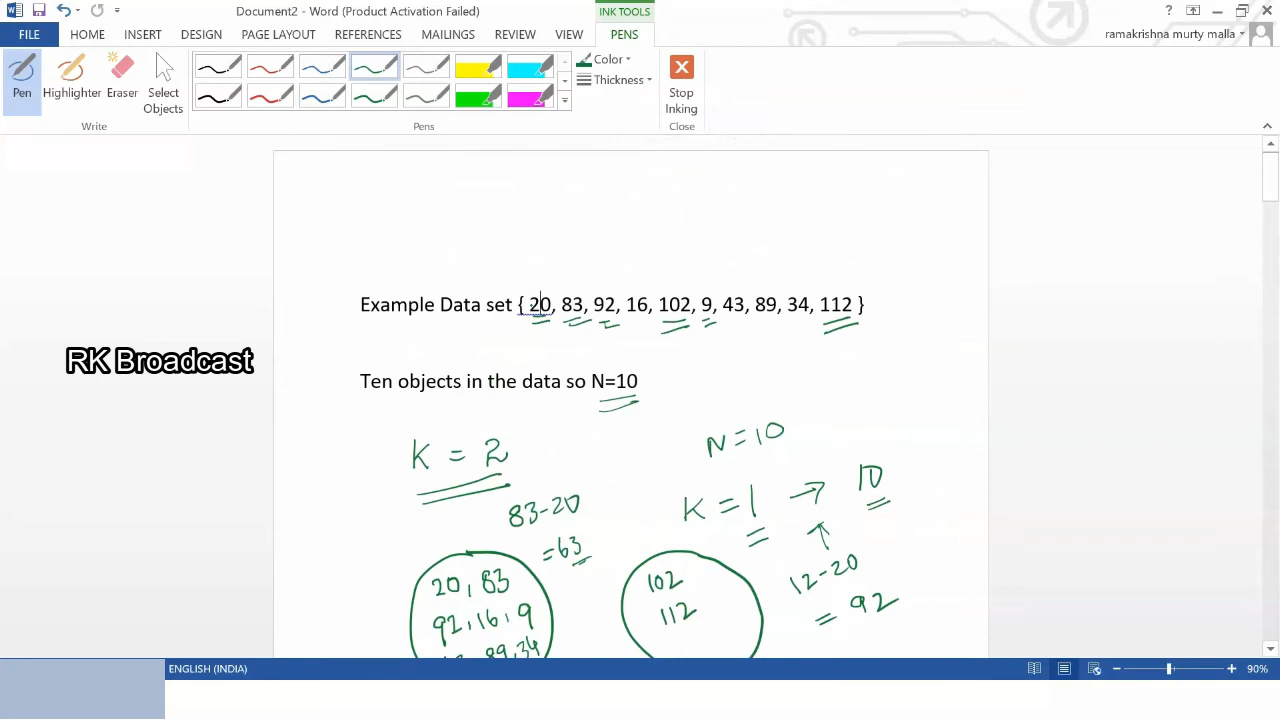 Document2 - Word (Product Activation Failed)
INK TOOLS
?
FILE HOME INSERT DESIGN PAGE LAYOUT REFERENCES MAILINGS REVIEW VIEW PENS
ramakrishna murty malla
Pen
Highlighter
Eraser
Select Objects
Color
Thickness
Stop Inking
Write
Pens
Close
Example Data set { 20, 83, 92, 16, 102, 9, 43, 89, 34, 112 }
RK Broadcast
Ten objects in the data so N=10
K = 2
N = 10
83-20
= 63
K = 1 → 10
20, 83
92, 16, 9
89, 34
102
112
12-20
= 92
ENGLISH (INDIA)
90%